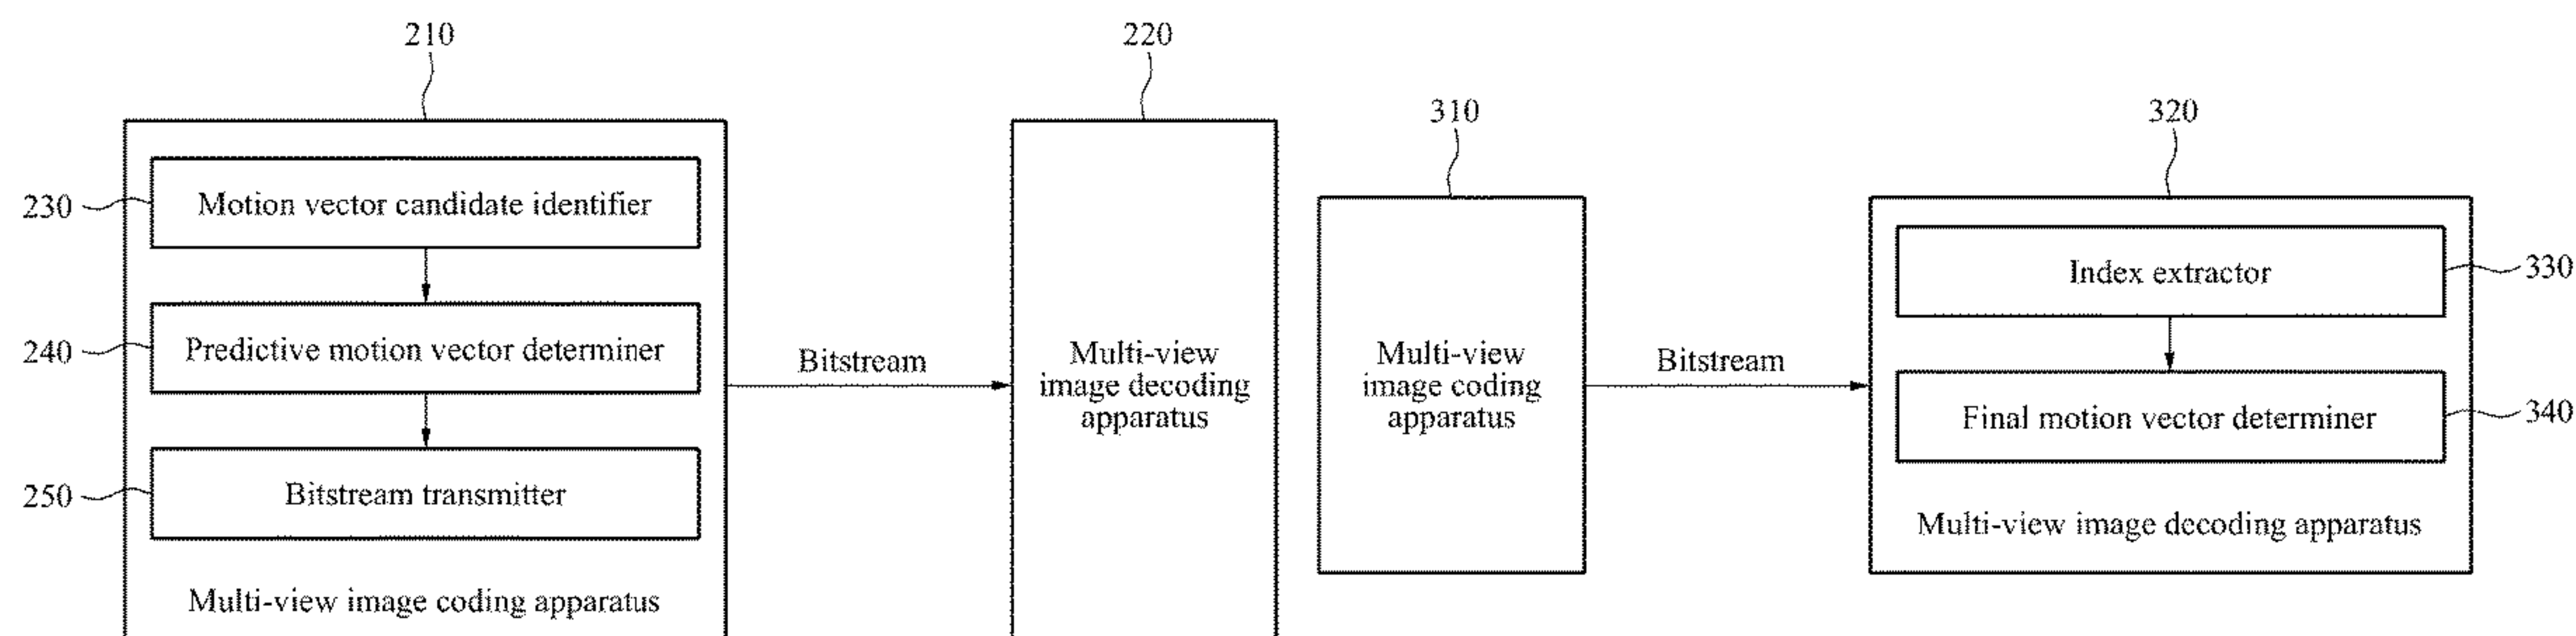 210
230
Motion vector candidate identifier
240
Predictive motion vector determiner
250
Bitstream transmitter
Multi-view image coding apparatus
Bitstream
220
Multi-view
image decoding
apparatus
310
Multi-view
image coding
apparatus
Bitstream
320
Index extractor
330
Final motion vector determiner
340
Multi-view image decoding apparatus